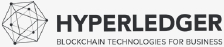 HYPERLEDGER
BLOCKCHAIN TECHNOLOGIES FOR BUSINESS